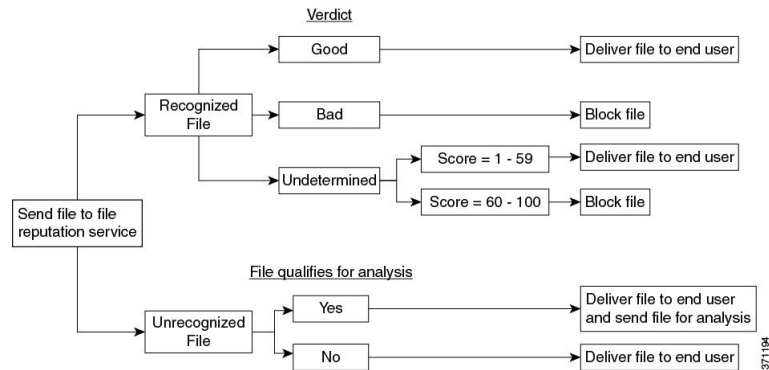 Verdict
Good
Deliver file to end user
Recognized
File
Bad
Block file
Undetermined
Score = 1 - 59
Deliver file to end user
Score = 60 - 100
Block file
Send file to file
reputation service
File qualifies for analysis
Unrecognized
File
Yes
Deliver file to end user
and send file for analysis
No
Deliver file to end user
371194